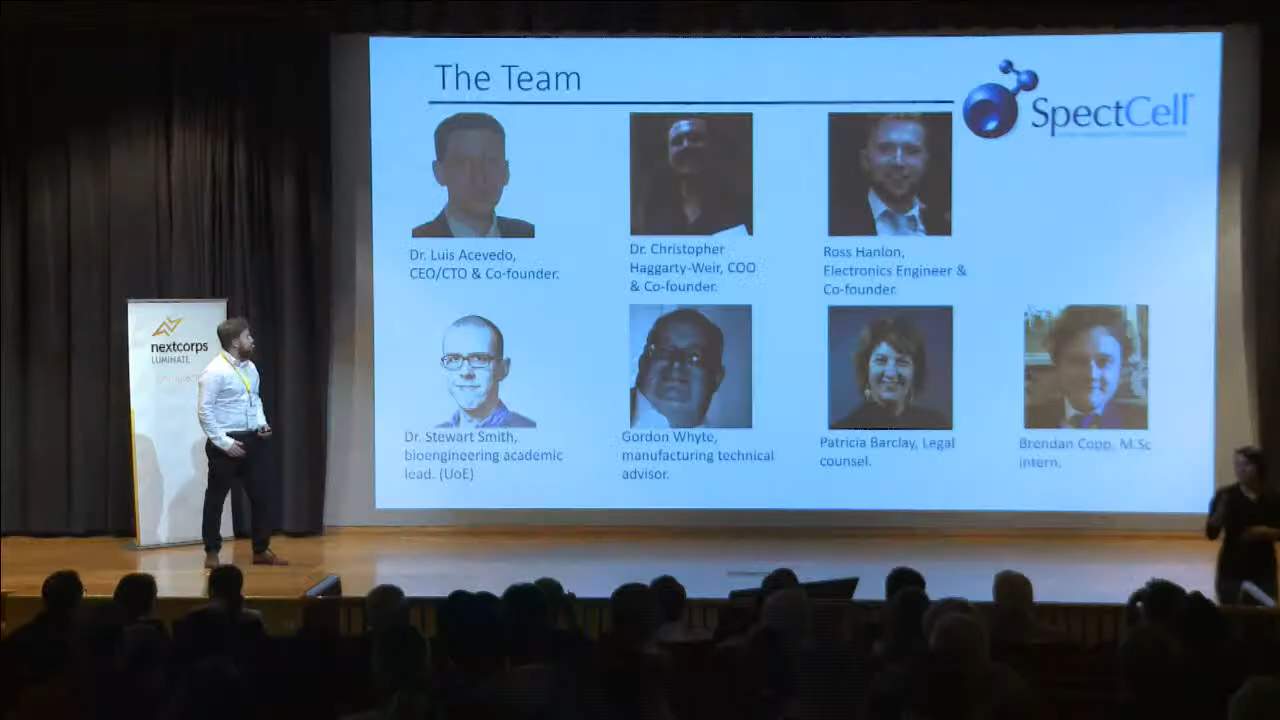 The Team
SpectCell
Dr. Luis Acevedo,
CEO/CTO & Co-founder.
Dr. Christopher
Haggarty-Weir, COO
& Co-founder.
Ross Hanlon,
Electronics Engineer &
Co-founder.
Dr. Stewart Smith,
bioengineering academic
lead. (UoE)
Gordon Whyte,
manufacturing technical
advisor.
Patricia Barclay, Legal
counsel.
Brendan Copp, M.Sc
intern.
nextcorps
LUMINATE